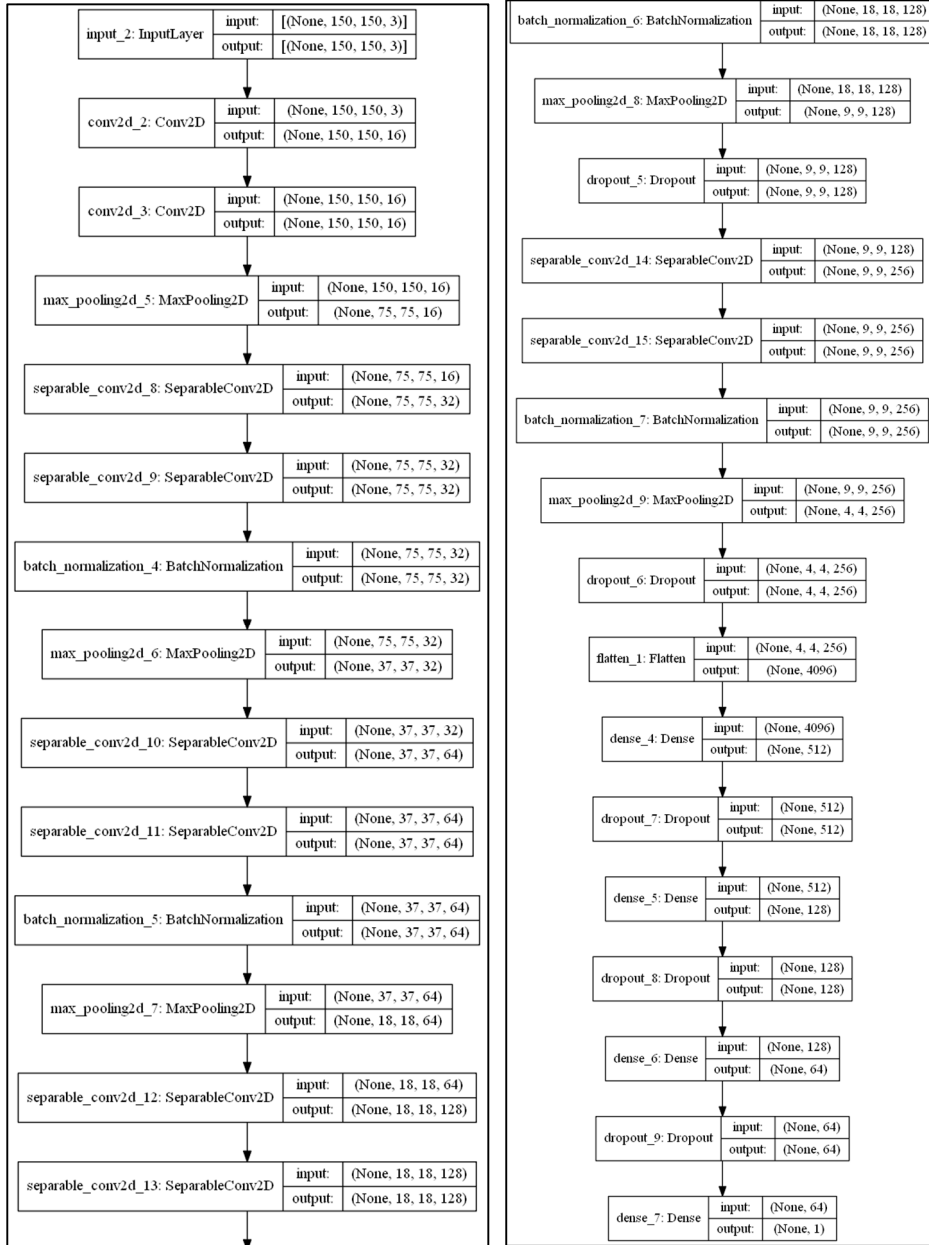 input_2: InputLayer
input: [(None, 150, 150, 3)]
output: [(None, 150, 150, 3)]
conv2d_2: Conv2D
input: (None, 150, 150, 3)
output: (None, 150, 150, 16)
conv2d_3: Conv2D
input: (None, 150, 150, 16)
output: (None, 150, 150, 16)
max_pooling2d_5: MaxPooling2D
input: (None, 150, 150, 16)
output: (None, 75, 75, 16)
separable_conv2d_8: SeparableConv2D
input: (None, 75, 75, 16)
output: (None, 75, 75, 32)
separable_conv2d_9: SeparableConv2D
input: (None, 75, 75, 32)
output: (None, 75, 75, 32)
batch_normalization_4: BatchNormalization
input: (None, 75, 75, 32)
output: (None, 75, 75, 32)
max_pooling2d_6: MaxPooling2D
input: (None, 75, 75, 32)
output: (None, 37, 37, 32)
separable_conv2d_10: SeparableConv2D
input: (None, 37, 37, 32)
output: (None, 37, 37, 64)
separable_conv2d_11: SeparableConv2D
input: (None, 37, 37, 64)
output: (None, 37, 37, 64)
batch_normalization_5: BatchNormalization
input: (None, 37, 37, 64)
output: (None, 37, 37, 64)
max_pooling2d_7: MaxPooling2D
input: (None, 37, 37, 64)
output: (None, 18, 18, 64)
separable_conv2d_12: SeparableConv2D
input: (None, 18, 18, 64)
output: (None, 18, 18, 128)
separable_conv2d_13: SeparableConv2D
input: (None, 18, 18, 128)
output: (None, 18, 18, 128)
batch_normalization_6: BatchNormalization
input: (None, 18, 18, 128)
output: (None, 18, 18, 128)
max_pooling2d_8: MaxPooling2D
input: (None, 18, 18, 128)
output: (None, 9, 9, 128)
dropout_5: Dropout
input: (None, 9, 9, 128)
output: (None, 9, 9, 128)
separable_conv2d_14: SeparableConv2D
input: (None, 9, 9, 128)
output: (None, 9, 9, 256)
separable_conv2d_15: SeparableConv2D
input: (None, 9, 9, 256)
output: (None, 9, 9, 256)
batch_normalization_7: BatchNormalization
input: (None, 9, 9, 256)
output: (None, 9, 9, 256)
max_pooling2d_9: MaxPooling2D
input: (None, 9, 9, 256)
output: (None, 4, 4, 256)
dropout_6: Dropout
input: (None, 4, 4, 256)
output: (None, 4, 4, 256)
flatten_1: Flatten
input: (None, 4, 4, 256)
output: (None, 4096)
dense_4: Dense
input: (None, 4096)
output: (None, 512)
dropout_7: Dropout
input: (None, 512)
output: (None, 512)
dense_5: Dense
input: (None, 512)
output: (None, 128)
dropout_8: Dropout
input: (None, 128)
output: (None, 128)
dense_6: Dense
input: (None, 128)
output: (None, 64)
dropout_9: Dropout
input: (None, 64)
output: (None, 64)
dense_7: Dense
input: (None, 64)
output: (None, 1)